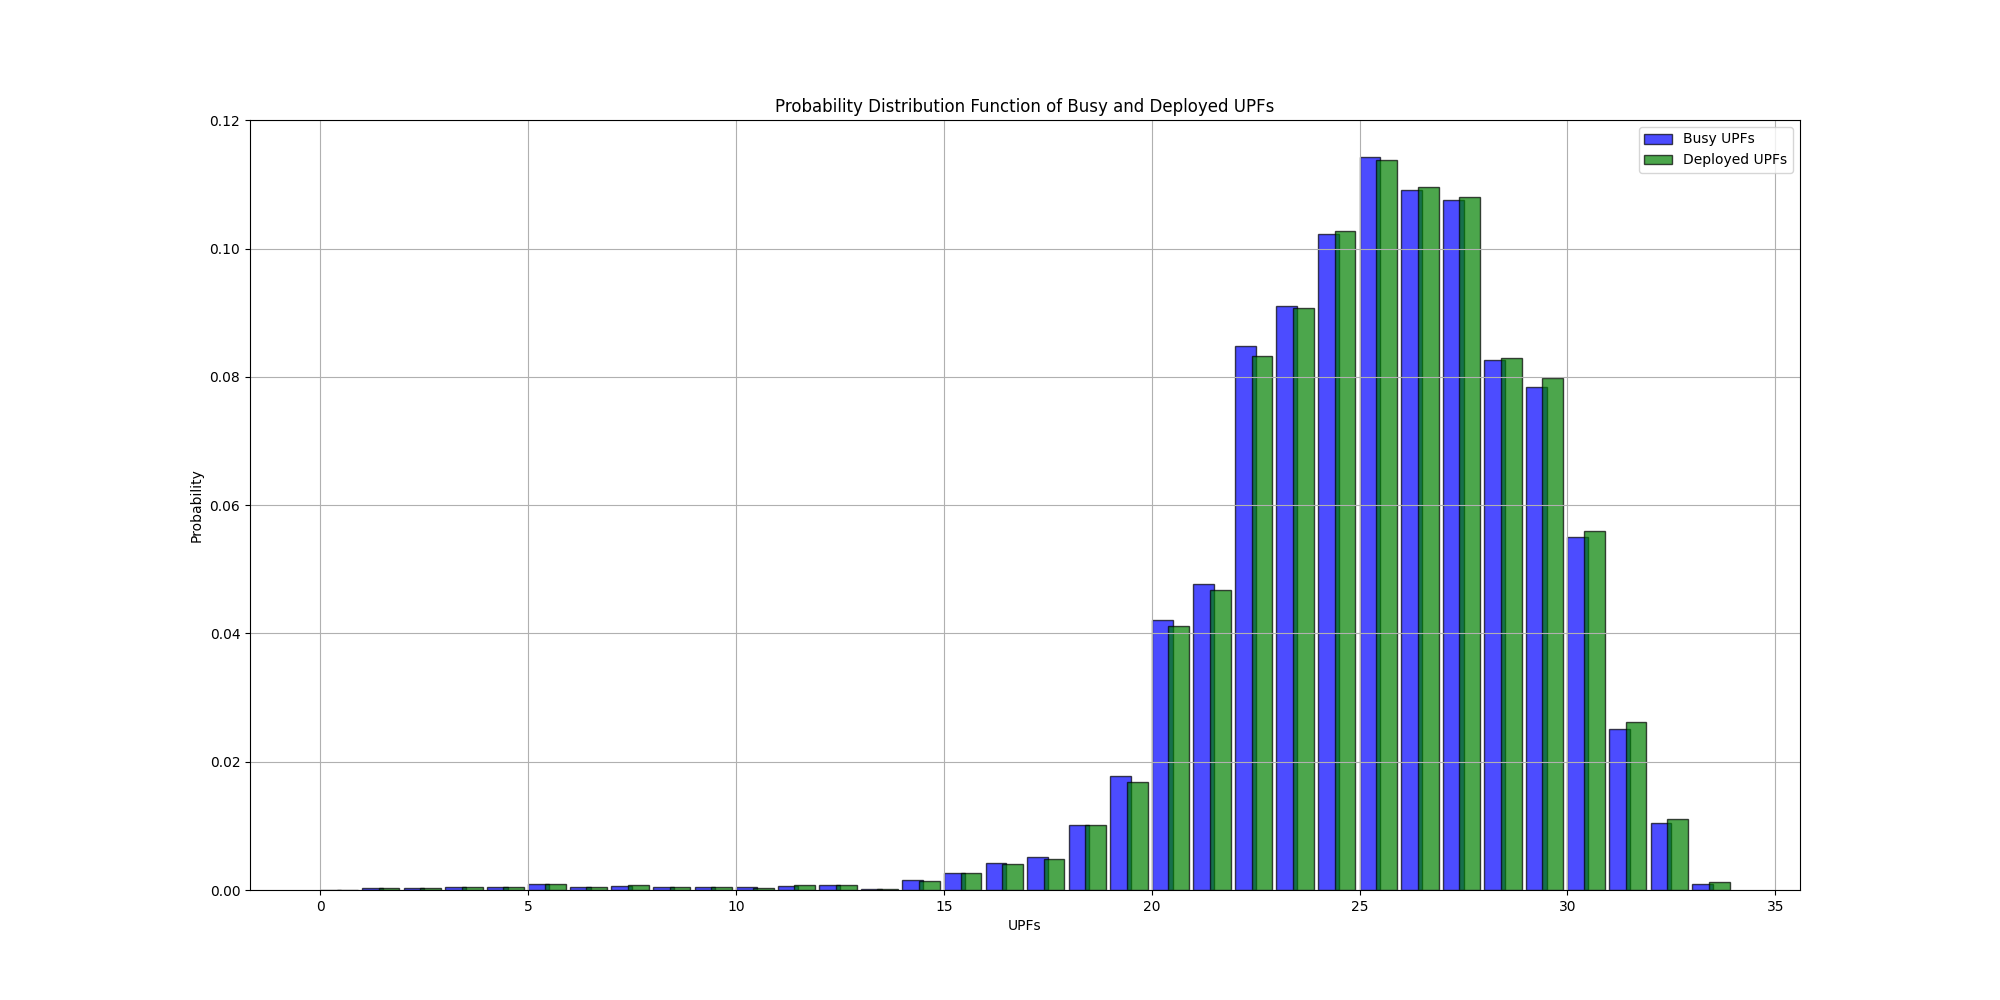 Probability Distribution Function of Busy and Deployed UPFs
Busy UPFs
Deployed UPFs
0.12
0.10
0.08
0.06
0.04
0.02
0.00
Probability
0 5 10 15 20 25 30 35
UPFs